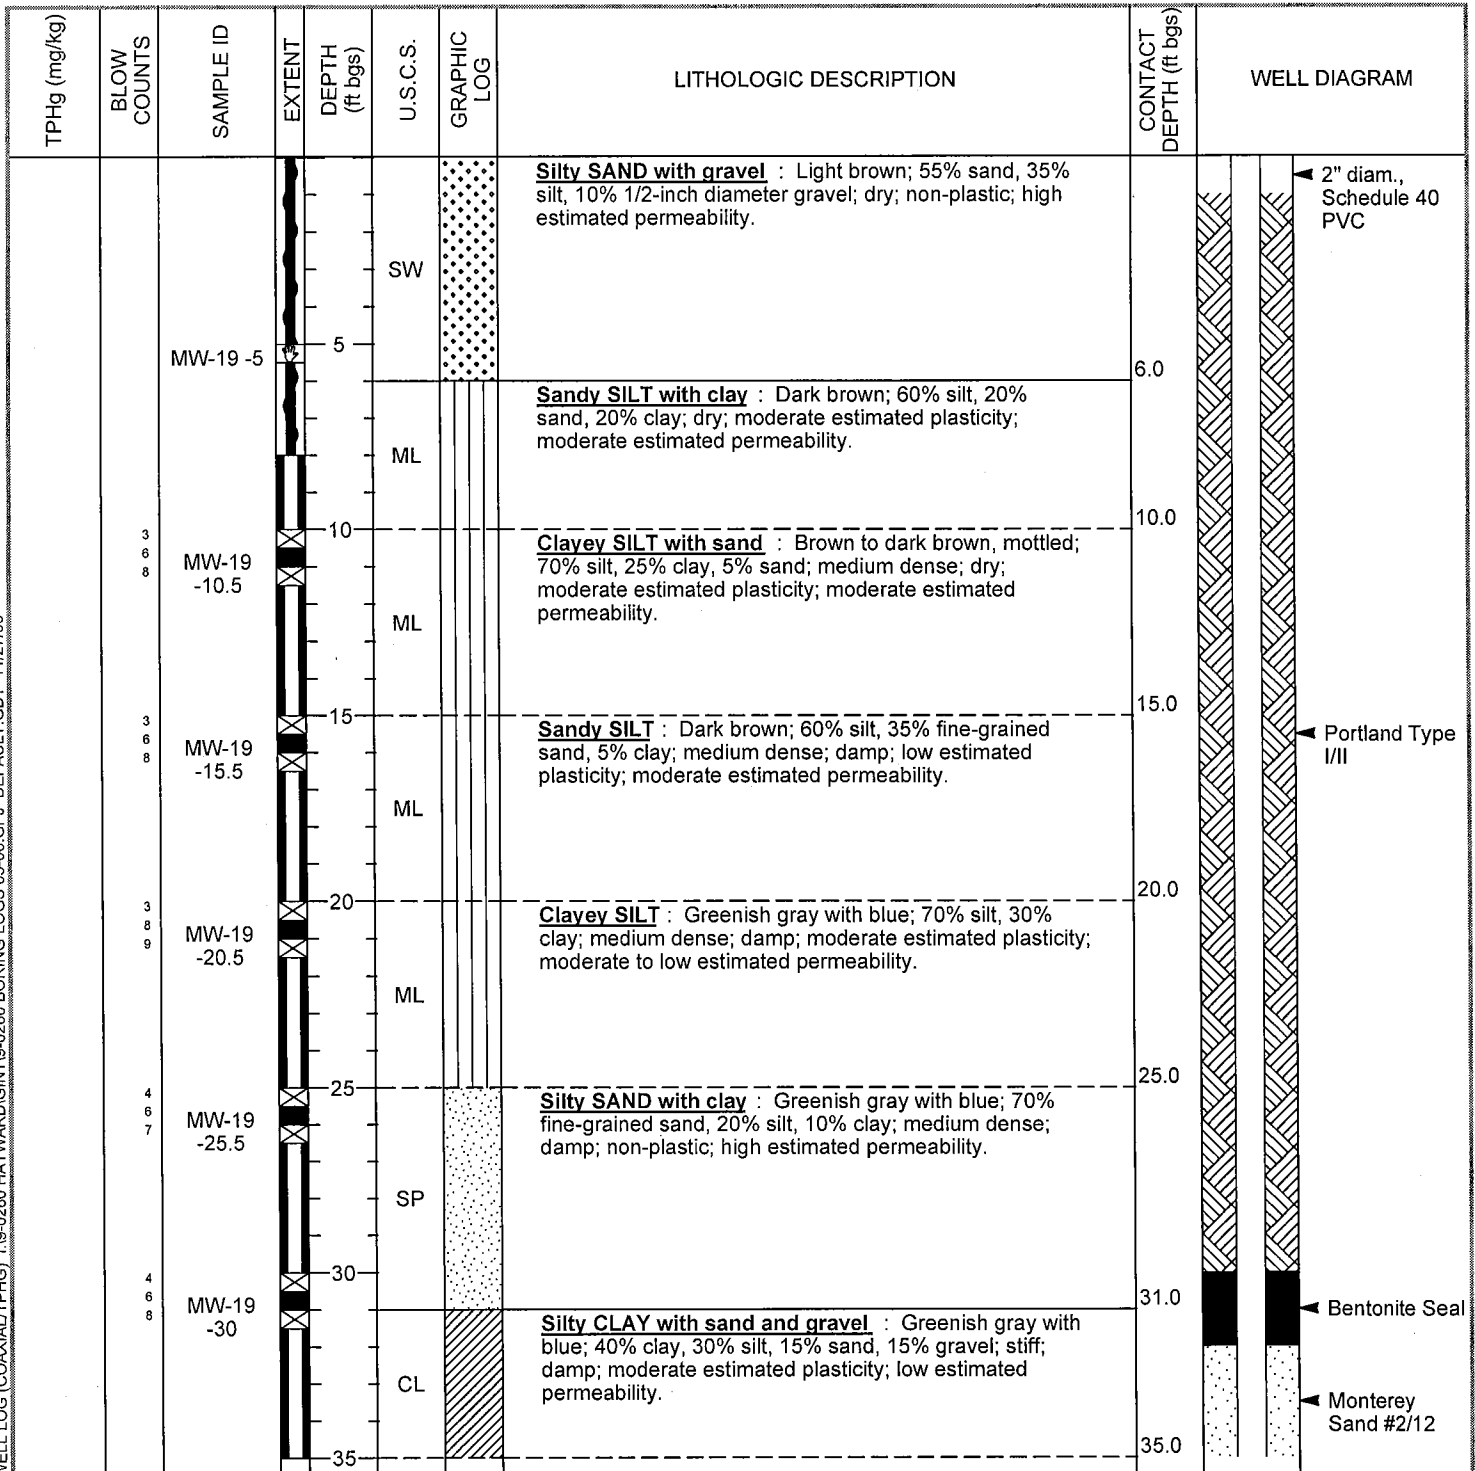 TPHg (mg/kg)
BLOW
COUNTS
SAMPLE ID
EXTENT
DEPTH
(ft bgs)
U.S.C.S.
GRAPHIC
LOG
LITHOLOGIC DESCRIPTION
CONTACT
DEPTH (ft bgs)
WELL DIAGRAM
Silty SAND with gravel : Light brown; 55% sand, 35%
silt, 10% 1/2-inch diameter gravel; dry; non-plastic; high
estimated permeability.
2" diam.,
Schedule 40
PVC
SW
MW-19 -5
5
6.0
Sandy SILT with clay : Dark brown; 60% silt, 20%
sand, 20% clay; dry; moderate estimated plasticity;
moderate estimated permeability.
ML
10
10.0
3
6
8
MW-19
-10.5
Clayey SILT with sand : Brown to dark brown, mottled;
70% silt, 25% clay, 5% sand; medium dense; dry;
moderate estimated plasticity; moderate estimated
permeability.
ML
15
15.0
3
6
8
MW-19
-15.5
Sandy SILT : Dark brown; 60% silt, 35% fine-grained
sand, 5% clay; medium dense; damp; low estimated
plasticity; moderate estimated permeability.
Portland Type
I/II
ML
20
20.0
3
8
9
MW-19
-20.5
Clayey SILT : Greenish gray with blue; 70% silt, 30%
clay; medium dense; damp; moderate estimated plasticity;
moderate to low estimated permeability.
ML
25
25.0
4
6
7
MW-19
-25.5
Silty SAND with clay : Greenish gray with blue; 70%
fine-grained sand, 20% silt, 10% clay; medium dense;
damp; non-plastic; high estimated permeability.
SP
30
31.0
4
6
8
MW-19
-30
Bentonite Seal
Silty CLAY with sand and gravel : Greenish gray with
blue; 40% clay, 30% silt, 15% sand, 15% gravel; stiff;
damp; moderate estimated plasticity; low estimated
permeability.
CL
Monterey
Sand #2/12
35
35.0
WELL LOG (COAXIAL/TPHG)